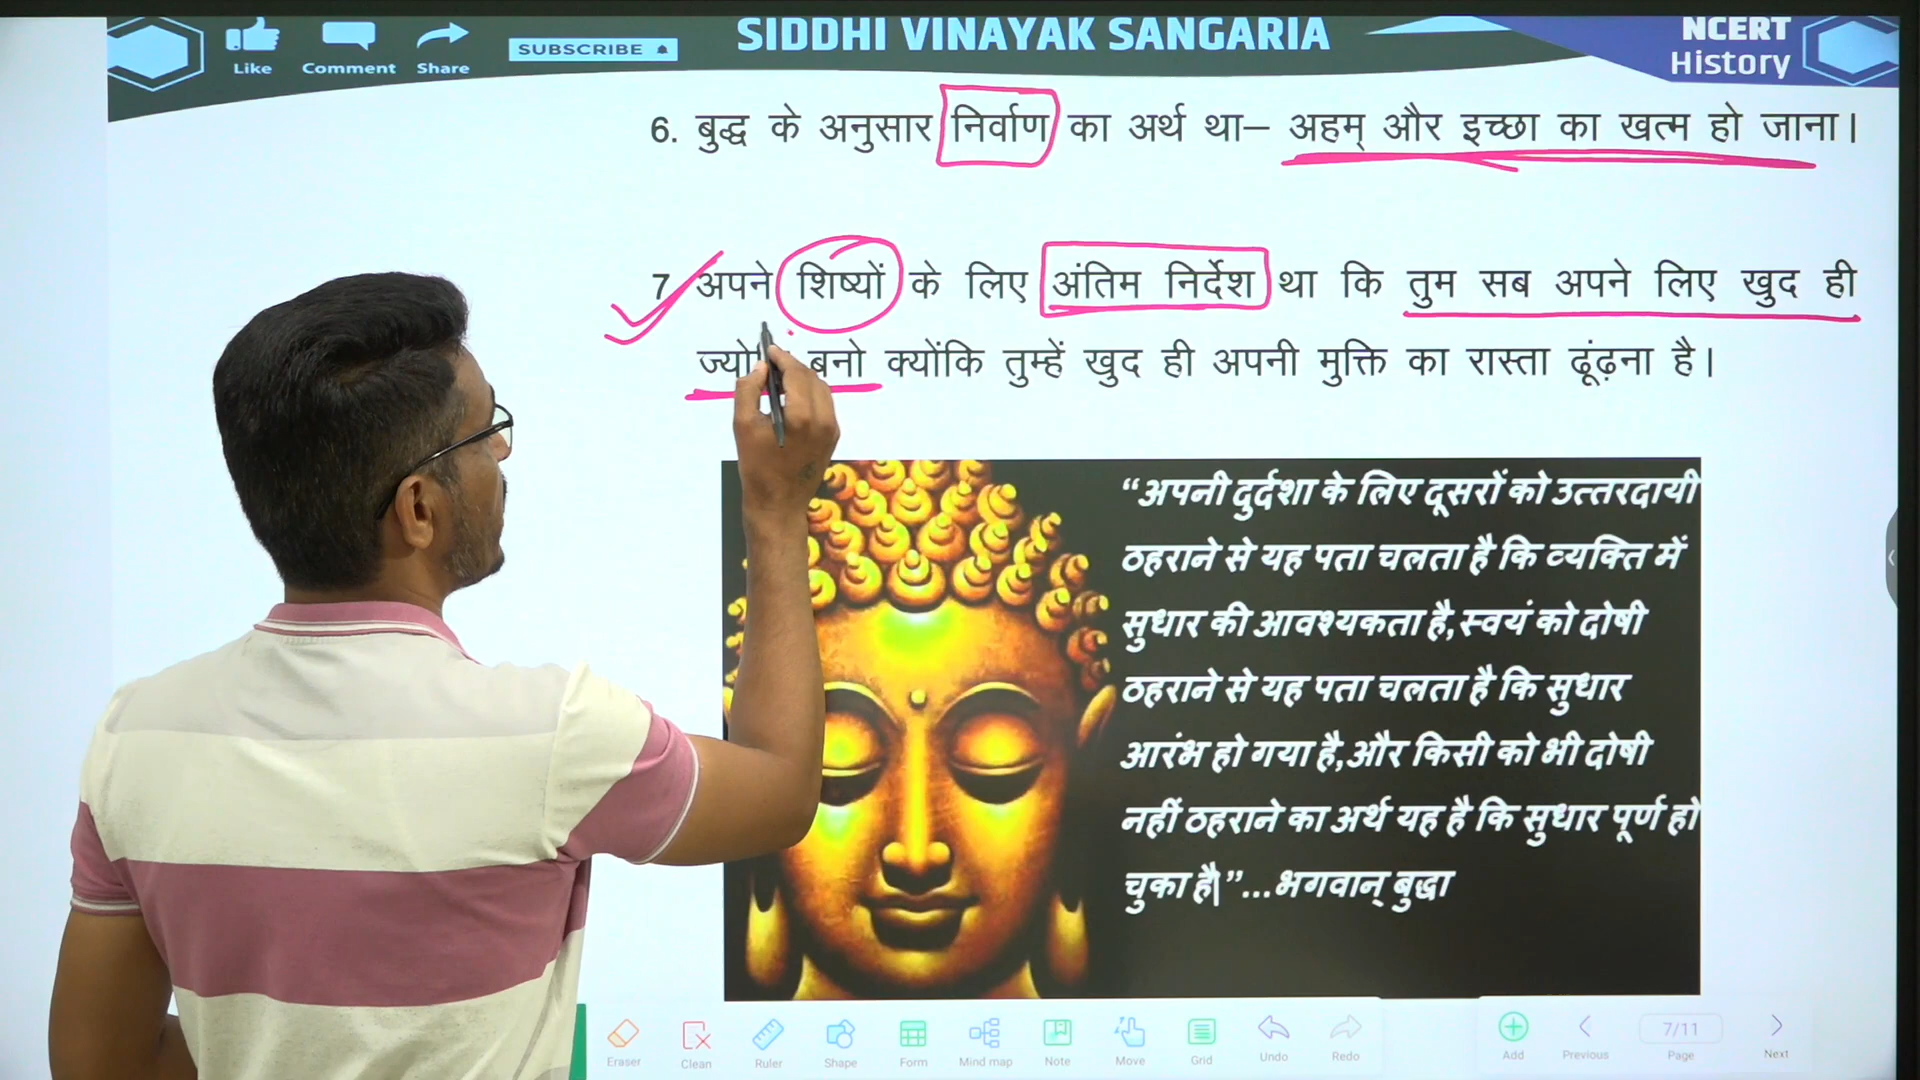 Like
Comment
Share
SUBSCRIBE
SIDDHI VINAYAK SANGARIA
NCERT
History
6. बुद्ध के अनुसार निर्वाण का अर्थ था– अहम् और इच्छा का खत्म हो जाना।
7 अपने शिष्यों के लिए अंतिम निर्देश था कि तुम सब अपने लिए खुद ही
बनो क्योंकि तुम्हें खुद ही अपनी मुक्ति का रास्ता ढूंढ़ना है।
“अपनी दुर्दशा के लिए दूसरों को उत्तरदायी
ठहराने से यह पता चलता है कि व्यक्ति में
सुधार की आवश्यकता है,स्वयं को दोषी
ठहराने से यह पता चलता है कि सुधार
आरंभ हो गया है,और किसी को भी दोषी
नहीं ठहराने का अर्थ यह है कि सुधार पूर्ण हो
चुका है|”...भगवान् बुद्धा
Eraser
Clean
Ruler
Shape
Form
Mind map
Note
Move
Grid
Undo
Redo
Add
Previous
7/11
Page
Next